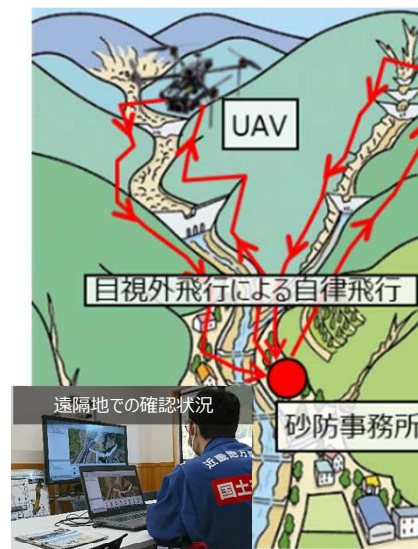 UAV
目視外飛行による自律飛行
遠隔地での確認状況
砂防事務所
近畿地方
国土